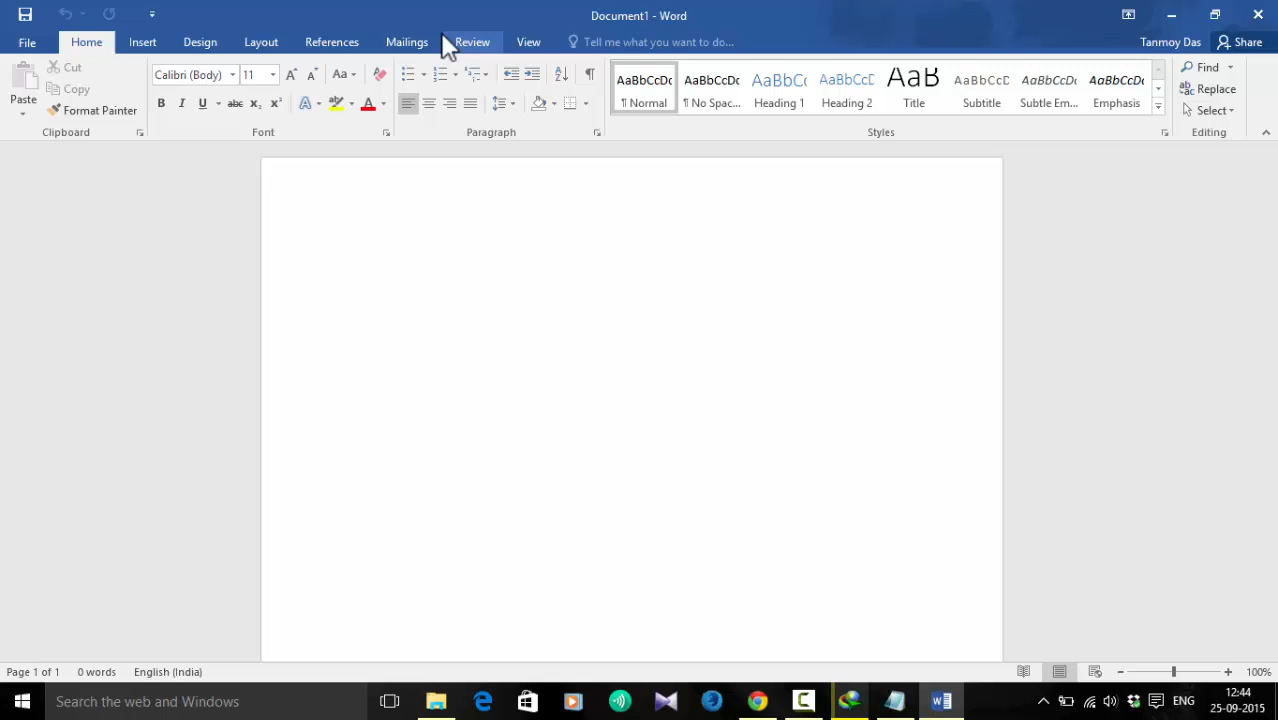 Document1 - Word
File Home Insert Design Layout References Mailings Review View Tell me what you want to do... Tanmoy Das Share
Cut
Copy
Format Painter
Paste
Clipboard
Calibri (Body) 11 Aa
B I U abc x₂ x²
A A
Font
Paragraph
AaBbCcDc AaBbCcDc AaBbCc AaBbCcD AaB AaBbCcD AaBbCcDc AaBbCcDc
¶ Normal ¶ No Spac... Heading 1 Heading 2 Title Subtitle Subtle Em... Emphasis
Styles
Find
Replace
Select
Editing
Page 1 of 1 0 words English (India) 100%
Search the web and Windows
ENG
12:44
25-09-2015